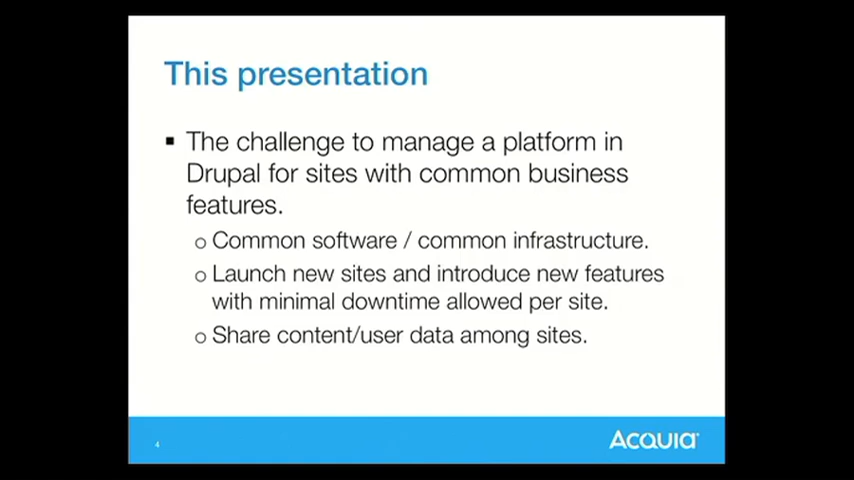 This presentation
▪ The challenge to manage a platform in
Drupal for sites with common business
features.
o Common software / common infrastructure.
o Launch new sites and introduce new features
with minimal downtime allowed per site.
o Share content/user data among sites.
4
ACQUIA